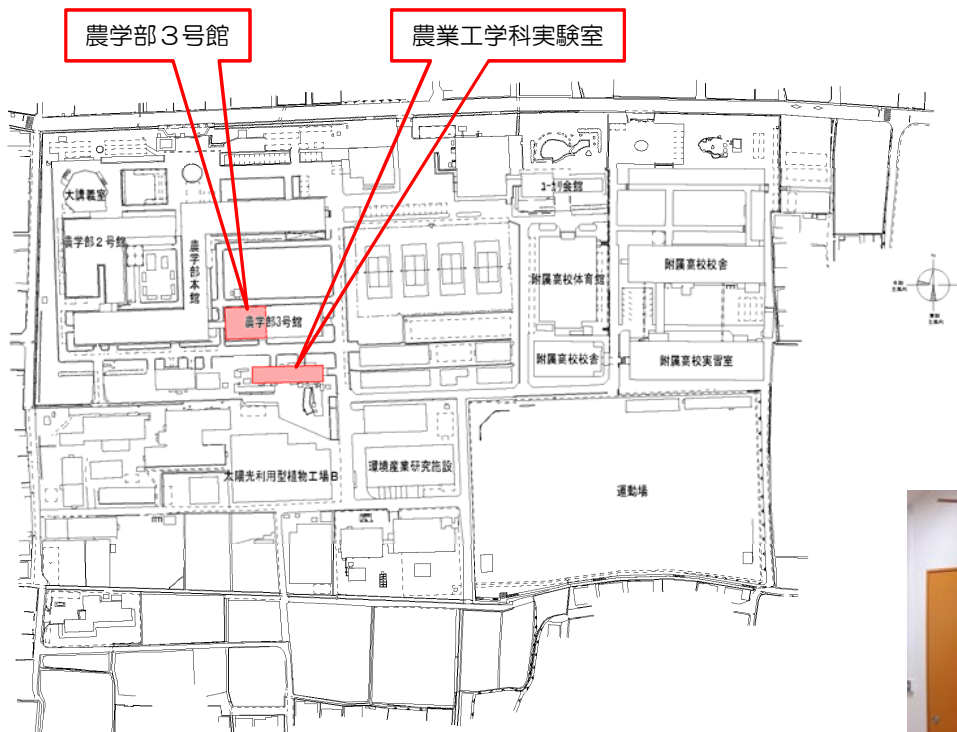 農学部３号館
農業工学科実験室
大講義室
ユーカリ会館
農学部２号館
農学部本館
附属高校体育館
附属高校校舎
N
農学部3号館
附属高校校舎
附属高校実習室
太陽光利用型植物工場B
環境産業研究施設
運動場